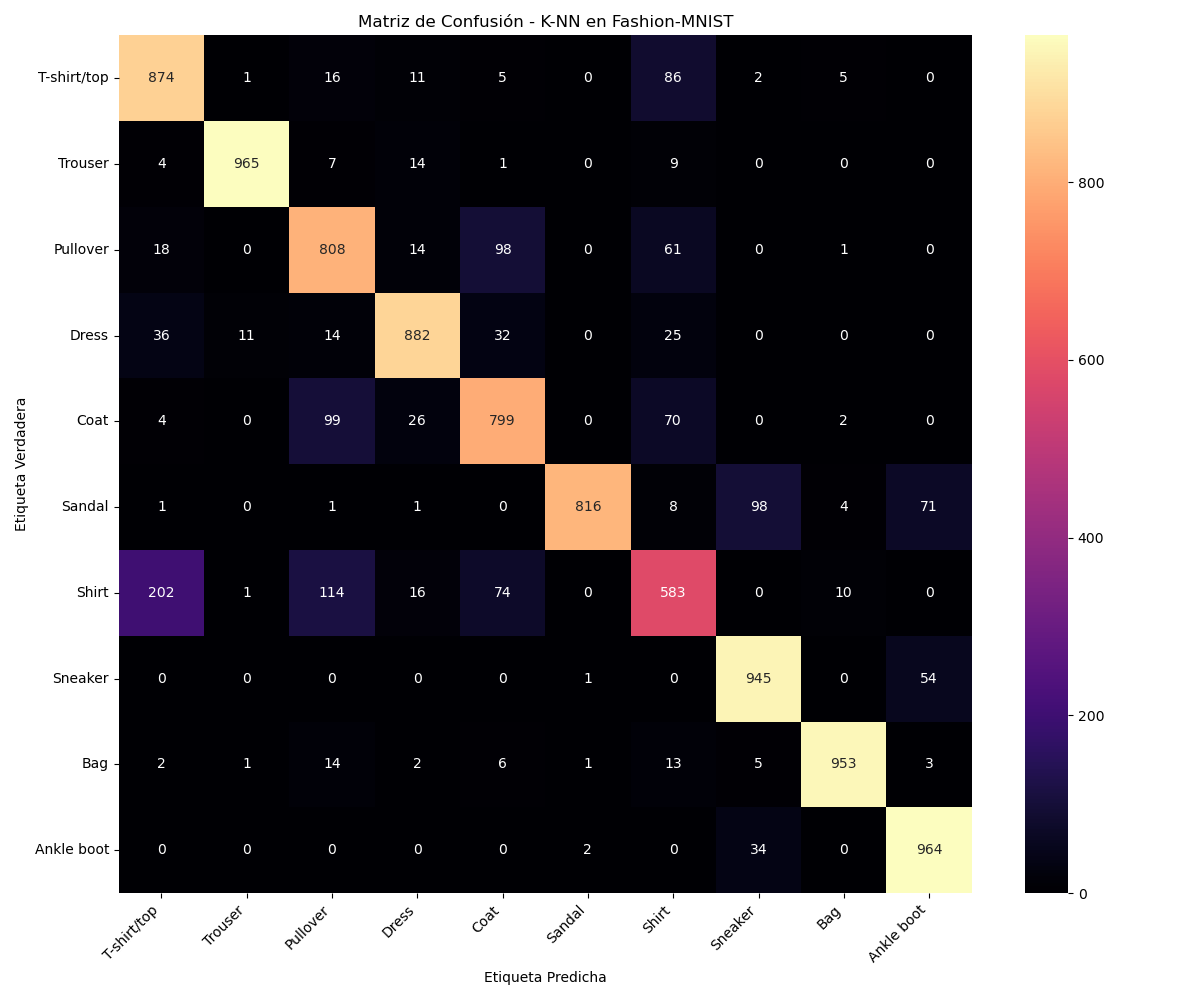 Matriz de Confusión - K-NN en Fashion-MNIST
T-shirt/top 874 1 16 11 5 0 86 2 5 0
Trouser 4 965 7 14 1 0 9 0 0 0
Pullover 18 0 808 14 98 0 61 0 1 0
Dress 36 11 14 882 32 0 25 0 0 0
Coat 4 0 99 26 799 0 70 0 2 0
Sandal 1 0 1 1 0 816 8 98 4 71
Shirt 202 1 114 16 74 0 583 0 10 0
Sneaker 0 0 0 0 0 1 0 945 0 54
Bag 2 1 14 2 6 1 13 5 953 3
Ankle boot 0 0 0 0 0 2 0 34 0 964
T-shirt/top Trouser Pullover Dress Coat Sandal Shirt Sneaker Bag Ankle boot
Etiqueta Predicha
Etiqueta Verdadera
800
600
400
200
0